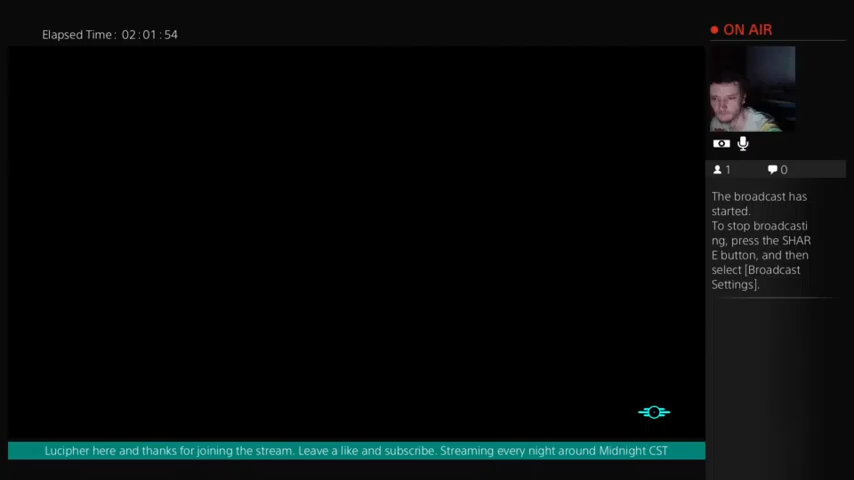 Elapsed Time: 02:01:54
ON AIR
1 0
The broadcast has
started.
To stop broadcasti
ng, press the SHAR
E button, and then
select [Broadcast
Settings].
Lucipher here and thanks for joining the stream. Leave a like and subscribe. Streaming every night around Midnight CST